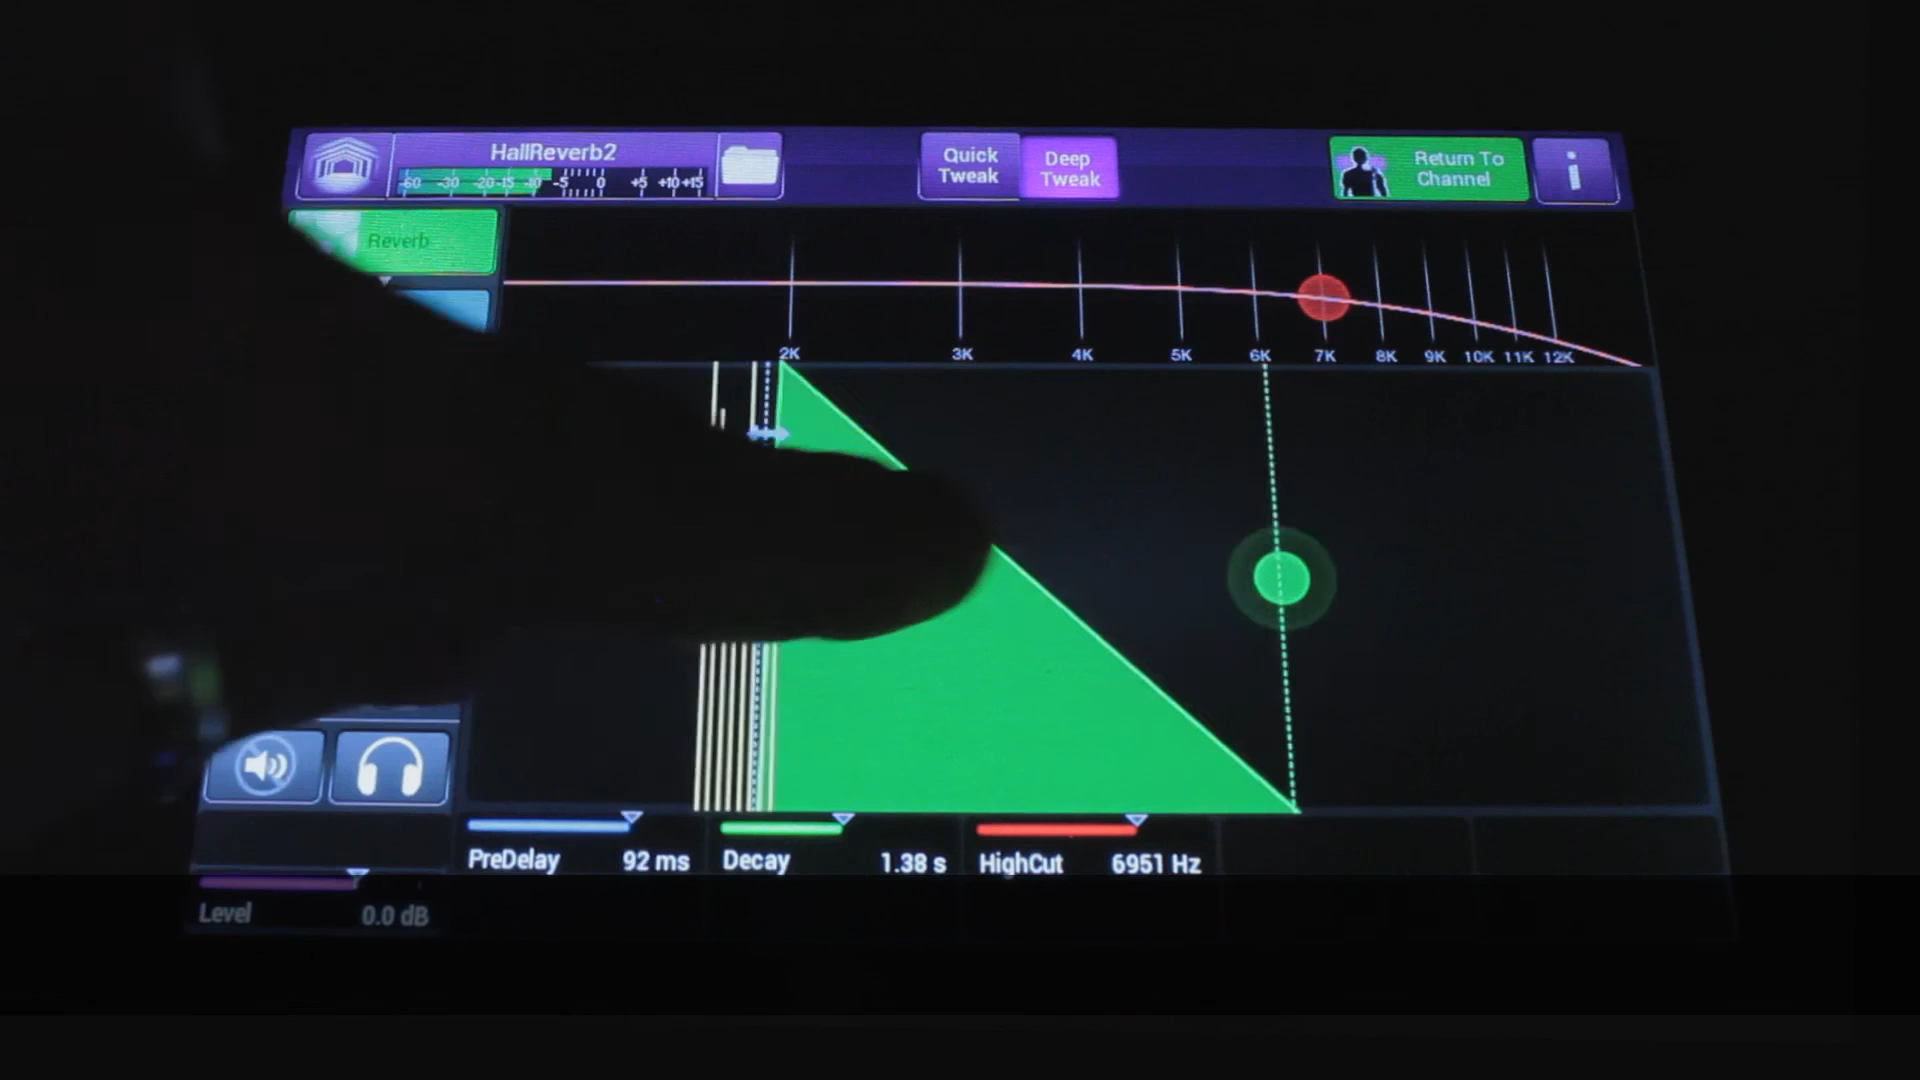 HallReverb2
-60 -30 -20 -15 -10 -5 0 +5 +10 +15
Quick
Tweak
Deep
Tweak
Return To
Channel
i
Reverb
2K 3K 4K 5K 6K 7K 8K 9K 10K 11K 12K
PreDelay 92 ms
Decay 1.38 s
HighCut 6951 Hz
Level 0.0 dB